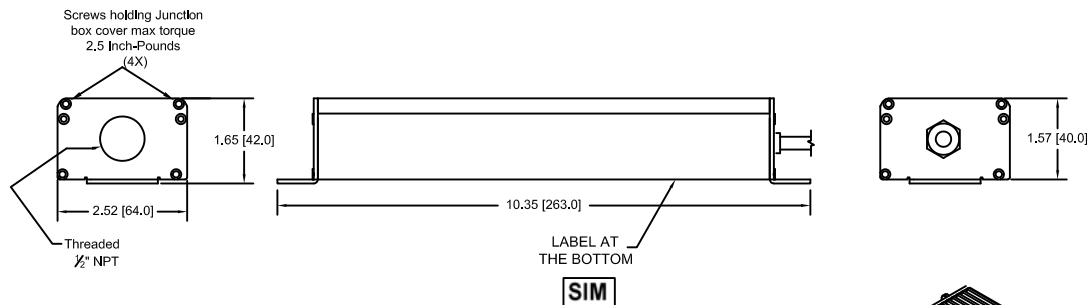 Screws holding Junction
box cover max torque
2.5 Inch-Pounds
(4X)
1.65 [42.0]
2.52 [64.0]
Threaded
½" NPT
10.35 [263.0]
LABEL AT
THE BOTTOM
SIM
1.57 [40.0]